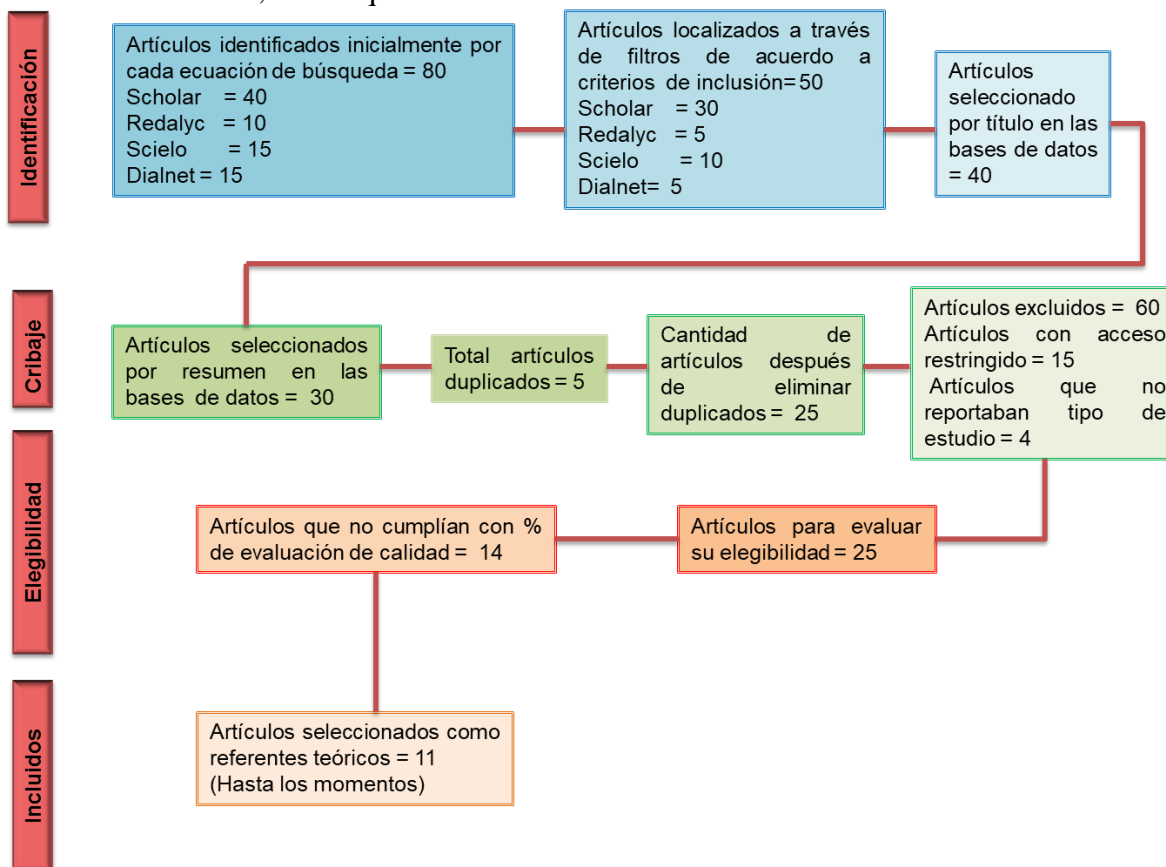 Identificación
Artículos identificados inicialmente por
cada ecuación de búsqueda = 80
Scholar = 40
Redalyc = 10
Scielo = 15
Dialnet = 15
Artículos localizados a través
de filtros de acuerdo a
criterios de inclusión= 50
Scholar = 30
Redalyc = 5
Scielo = 10
Dialnet= 5
Artículos
seleccionado
por título en las
bases de datos
= 40
Cribaje
Artículos seleccionados
por resumen en las
bases de datos = 30
Total artículos
duplicados = 5
Cantidad de
artículos después
de eliminar
duplicados = 25
Artículos excluidos = 60
Artículos con acceso
restringido = 15
Artículos que no
reportaban tipo de
estudio = 4
Elegibilidad
Artículos que no cumplían con %
de evaluación de calidad = 14
Artículos para evaluar
su elegibilidad = 25
Incluidos
Artículos seleccionados como
referentes teóricos = 11
(Hasta los momentos)